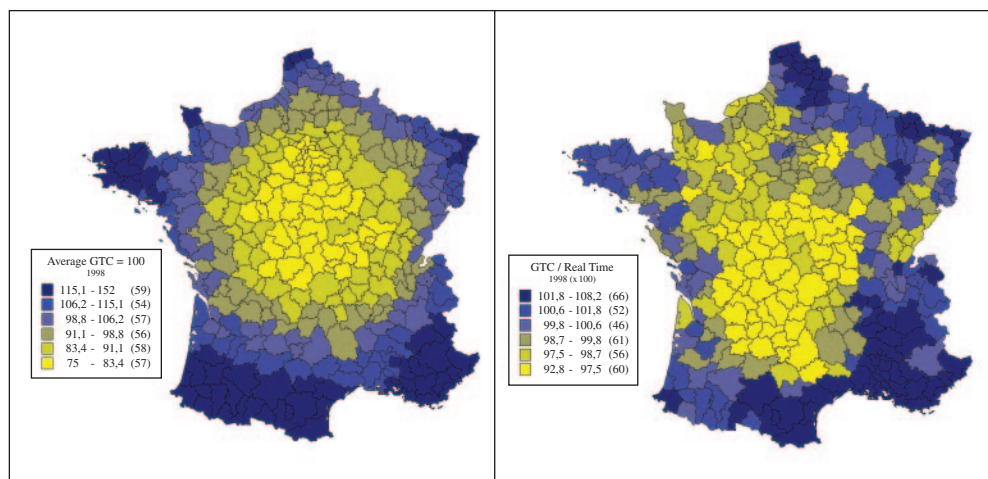 Average GTC = 100
1998
115,1 - 152 (59)
106,2 - 115,1 (54)
98,8 - 106,2 (57)
91,1 - 98,8 (56)
83,4 - 91,1 (58)
75 - 83,4 (57)
GTC / Real Time
1998 (x 100)
101,8 - 108,2 (66)
100,6 - 101,8 (52)
99,8 - 100,6 (46)
98,7 - 99,8 (61)
97,5 - 98,7 (56)
92,8 - 97,5 (60)